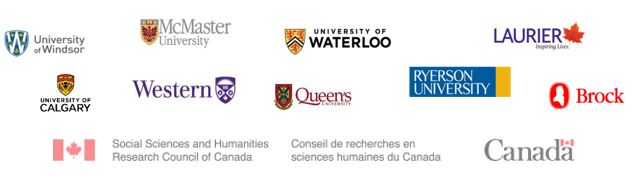 University
of Windsor
McMaster
University
UNIVERSITY OF
WATERLOO
LAURIER
Inspiring Lives.
UNIVERSITY OF
CALGARY
Western
Queen's
UNIVERSITY
RYERSON
UNIVERSITY
Brock
Social Sciences and Humanities
Research Council of Canada
Conseil de recherches en
sciences humaines du Canada
Canada